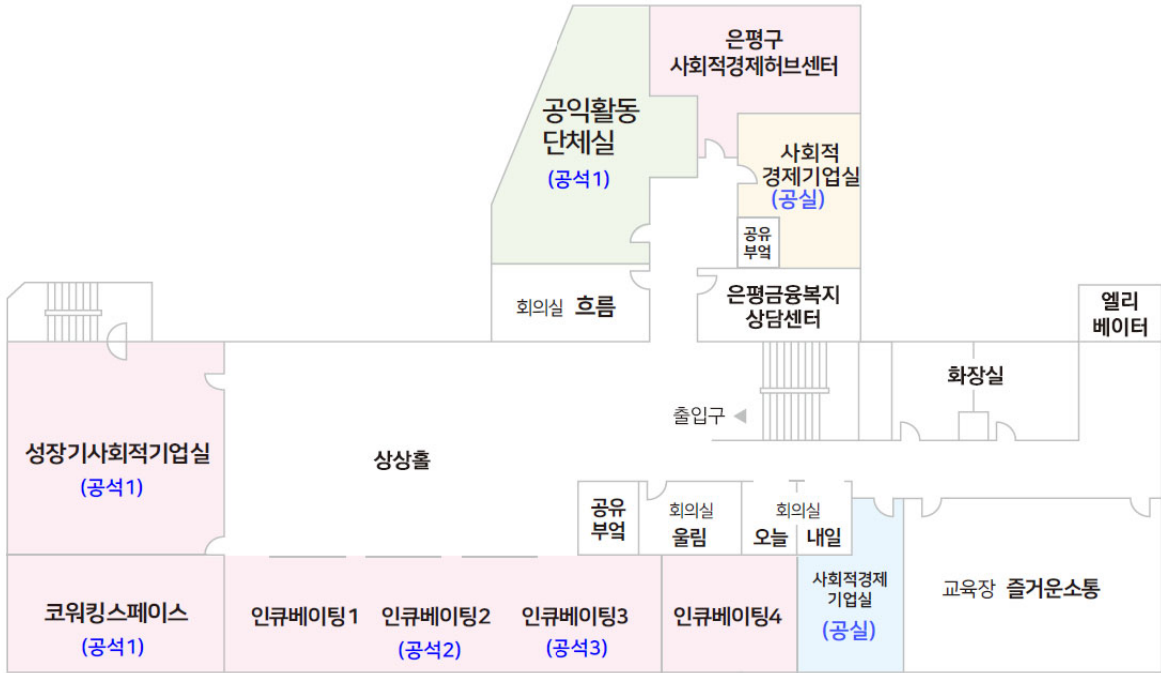 은평구
사회적경제허브센터
공익활동
단체실
(공석1)
사회적
경제기업실
(공실)
공유
부엌
회의실 흐름
은평금융복지
상담센터
엘리
베이터
화장실
출입구
성장기사회적기업실
(공석1)
상상홀
공유
부엌
회의실
울림
회의실
오늘 내일
사회적경제
기업실
(공실)
교육장 즐거운소통
코워킹스페이스
(공석1)
인큐베이팅1
인큐베이팅2
(공석2)
인큐베이팅3
(공석3)
인큐베이팅4